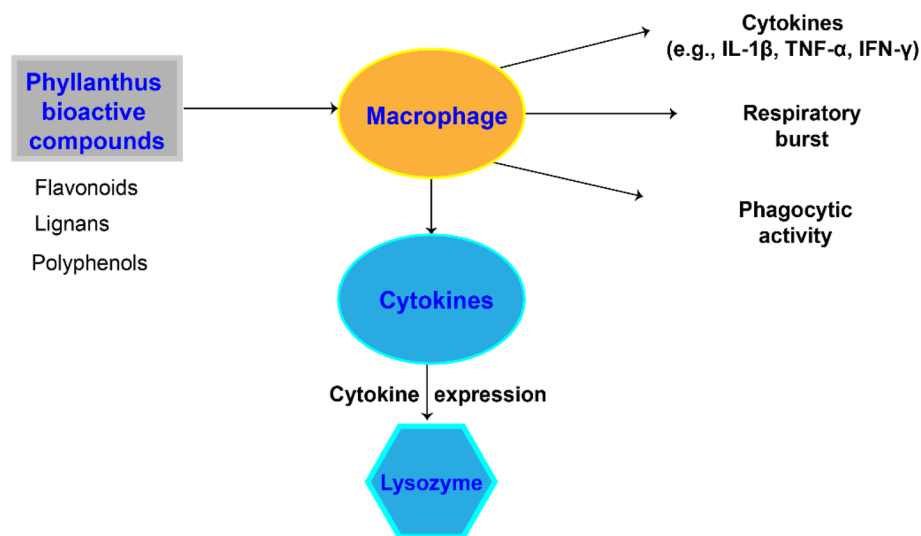 Phyllanthus
bioactive
compounds
Flavonoids
Lignans
Polyphenols
Macrophage
Cytokines
(e.g., IL-1β, TNF-α, IFN-γ)
Respiratory
burst
Phagocytic
activity
Cytokines
Cytokine expression
Lysozyme